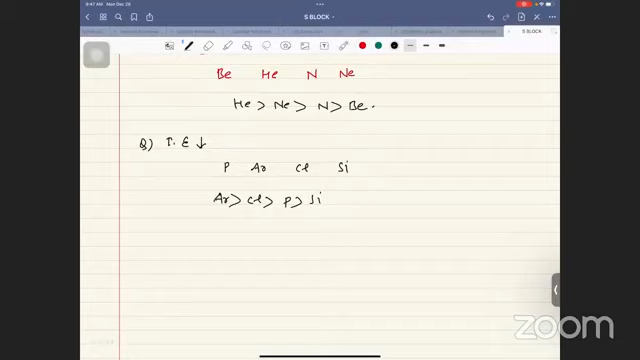 9:47 AM Mon Dec 26
S BLOCK
S BLOCK
Be He N Ne
He > Ne > N > Be.
Q) I. E ↓
P Ar Cl Si
Ar > Cl > P > Si
zoom